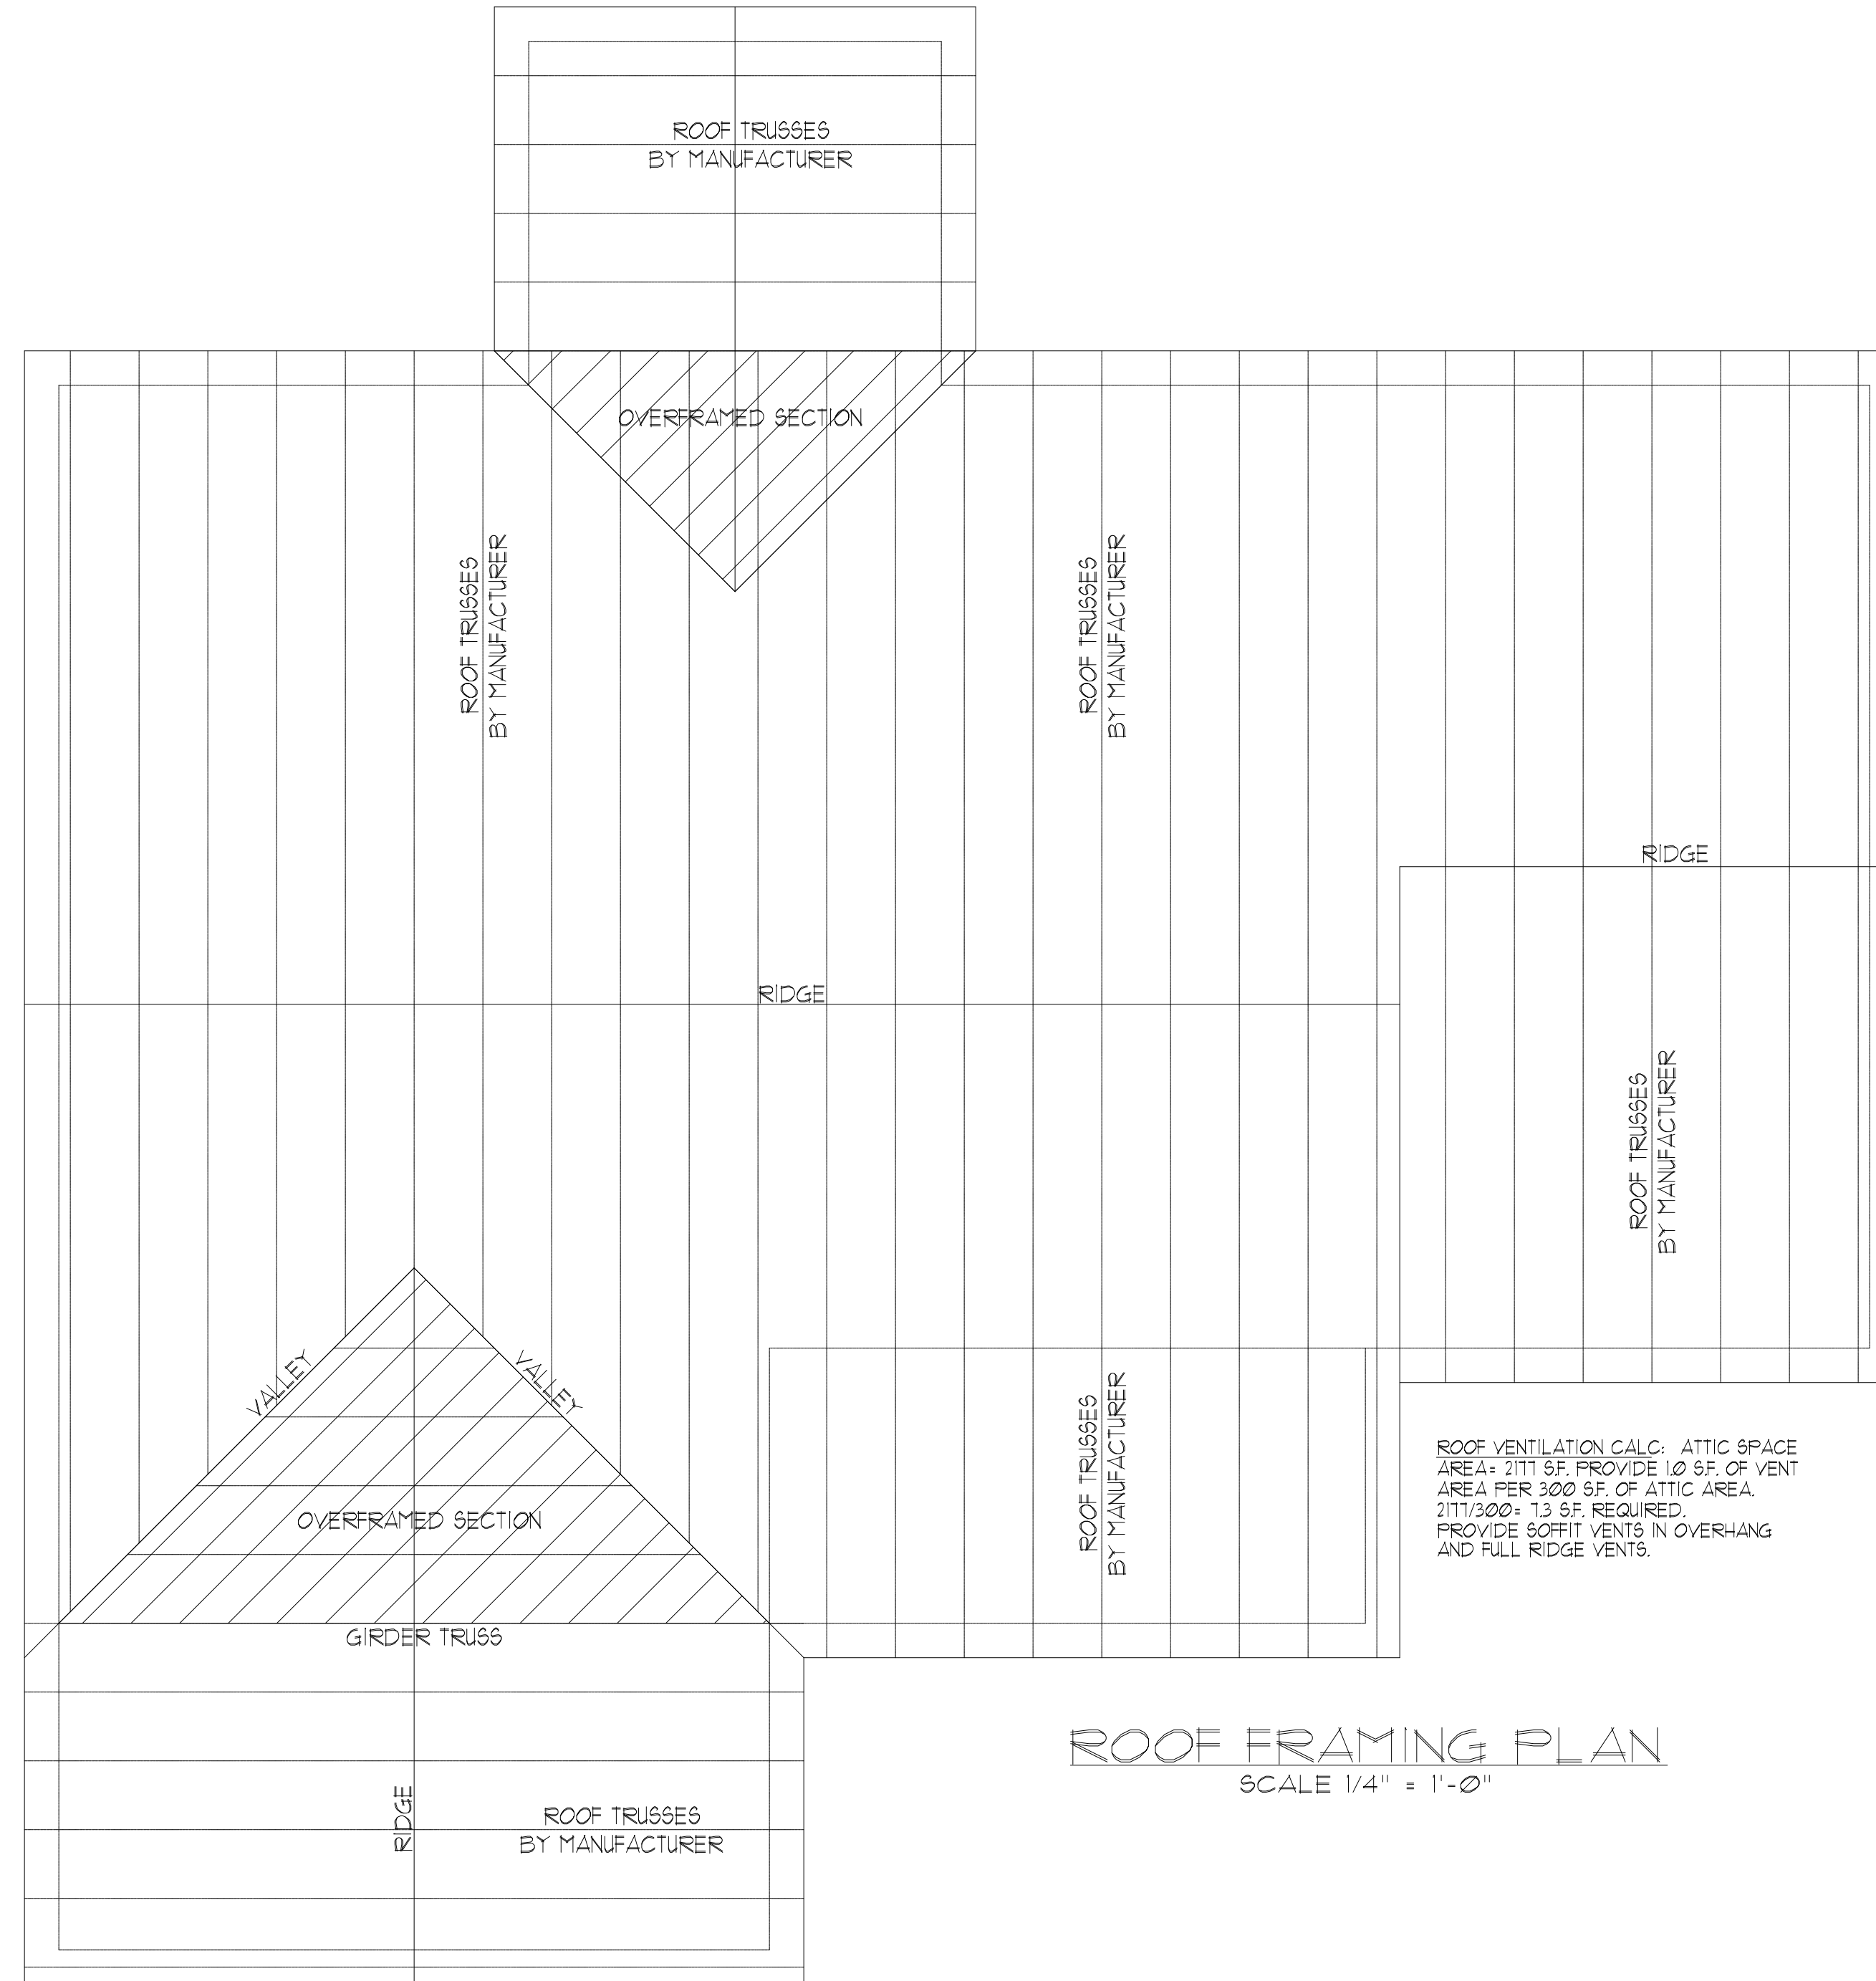 ROOF TRUSSES
BY MANUFACTURER
OVERFRAMED SECTION
ROOF TRUSSES
BY MANUFACTURER
ROOF TRUSSES
BY MANUFACTURER
RIDGE
RIDGE
ROOF TRUSSES
BY MANUFACTURER
VALLEY
VALLEY
ROOF TRUSSES
BY MANUFACTURER
OVERFRAMED SECTION
GIRDER TRUSS
ROOF VENTILATION CALC: ATTIC SPACE
AREA= 2177 S.F. PROVIDE 1.0 S.F. OF VENT
AREA PER 300 S.F. OF ATTIC AREA.
2177/300= 7.3 S.F. REQUIRED.
PROVIDE SOFFIT VENTS IN OVERHANG
AND FULL RIDGE VENTS.
ROOF FRAMING PLAN
SCALE 1/4" = 1'-0"
RIDGE
ROOF TRUSSES
BY MANUFACTURER